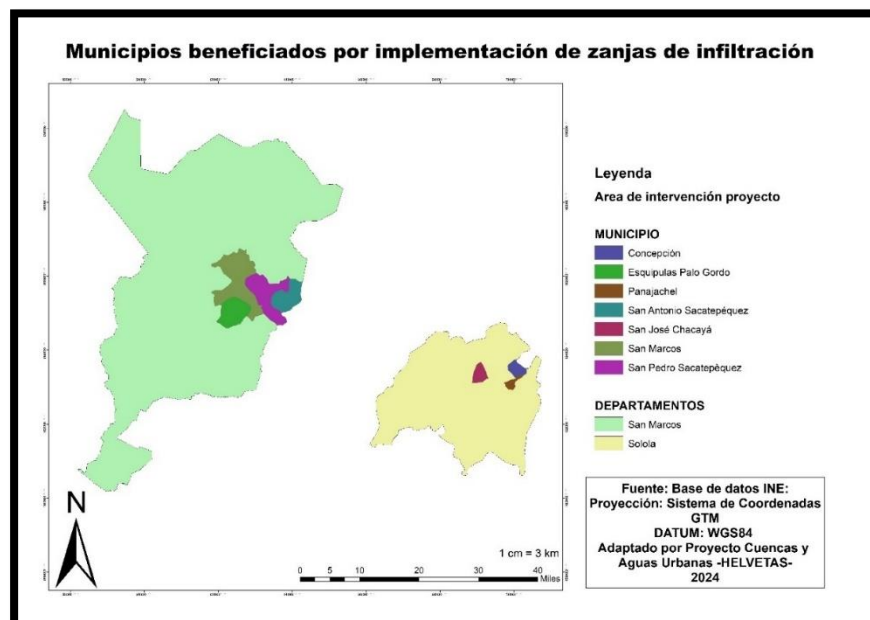 Municipios beneficiados por implementación de zanjas de infiltración
Leyenda
Area de intervención proyecto
MUNICIPIO
Concepción
Esquipulas Palo Gordo
Panajachel
San Antonio Sacatepéquez
San José Chacayá
San Marcos
San Pedro Sacatepèquez
DEPARTAMENTOS
San Marcos
Solola
N
1 cm = 3 km
0 5 10 20 30 40
Miles
Fuente: Base de datos INE:
Proyección: Sistema de Coordenadas
GTM
DATUM: WGS84
Adaptado por Proyecto Cuencas y
Aguas Urbanas -HELVETAS-
2024